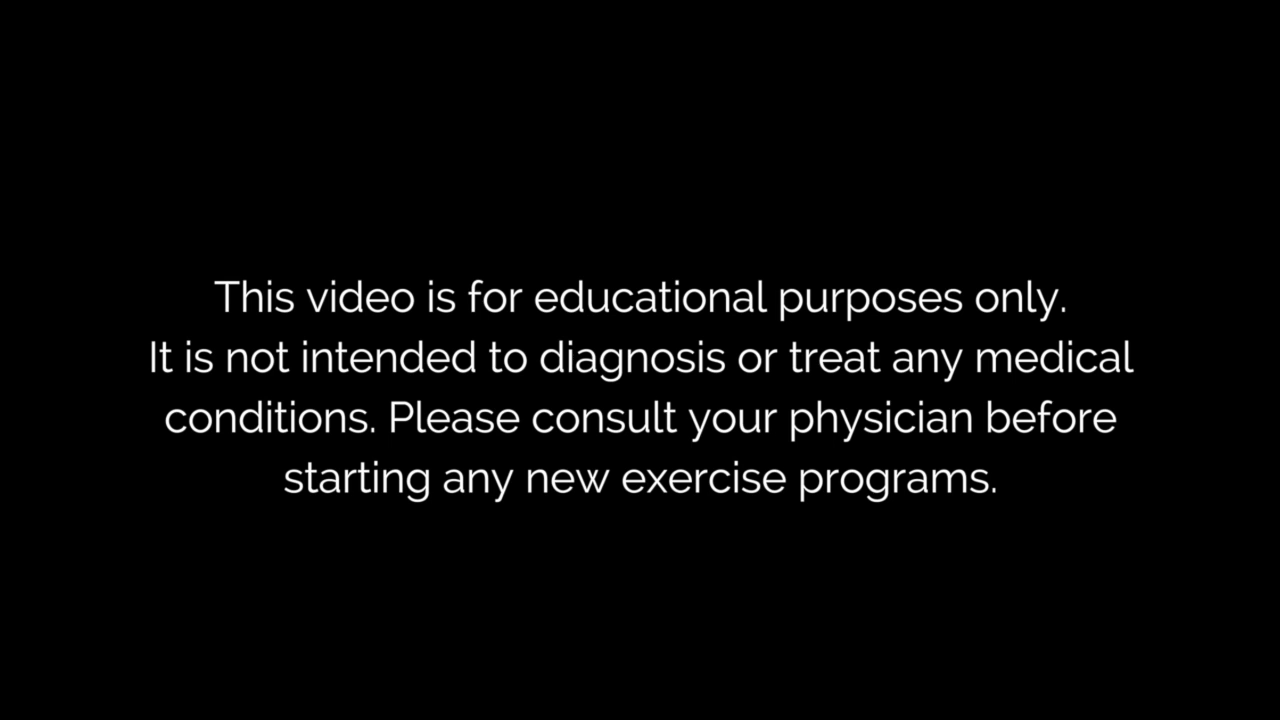 This video is for educational purposes only.
It is not intended to diagnosis or treat any medical
conditions. Please consult your physician before
starting any new exercise programs.